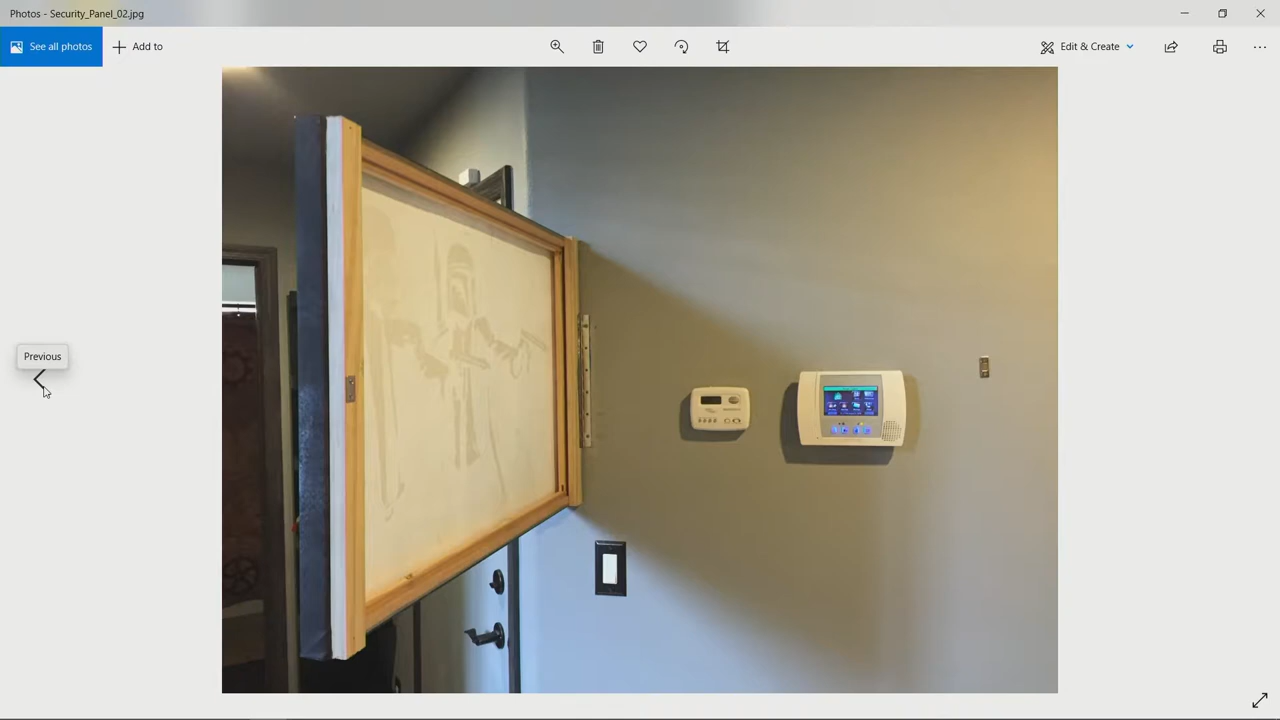 Photos - Security_Panel_02.jpg
See all photos
Add to
Edit & Create
Previous